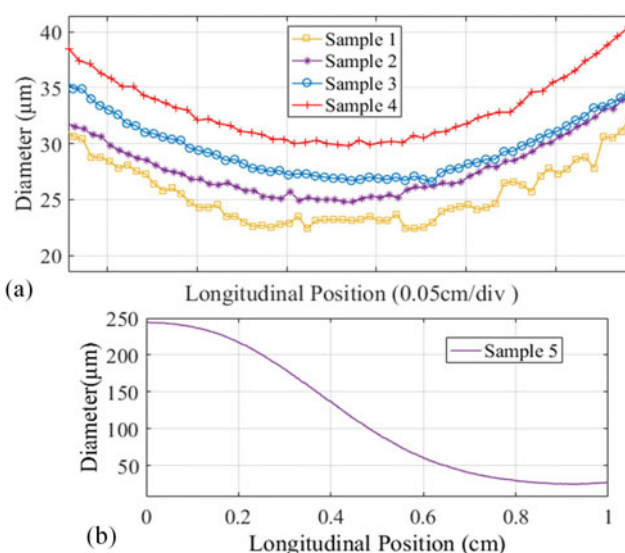 40
35
30
25
20
Diameter (μm)
Sample 1
Sample 2
Sample 3
Sample 4
(a)
Longitudinal Position (0.05cm/div )
250
200
150
100
50
Diameter(μm)
Sample 5
0 0.2 0.4 0.6 0.8 1
(b)
Longitudinal Position (cm)